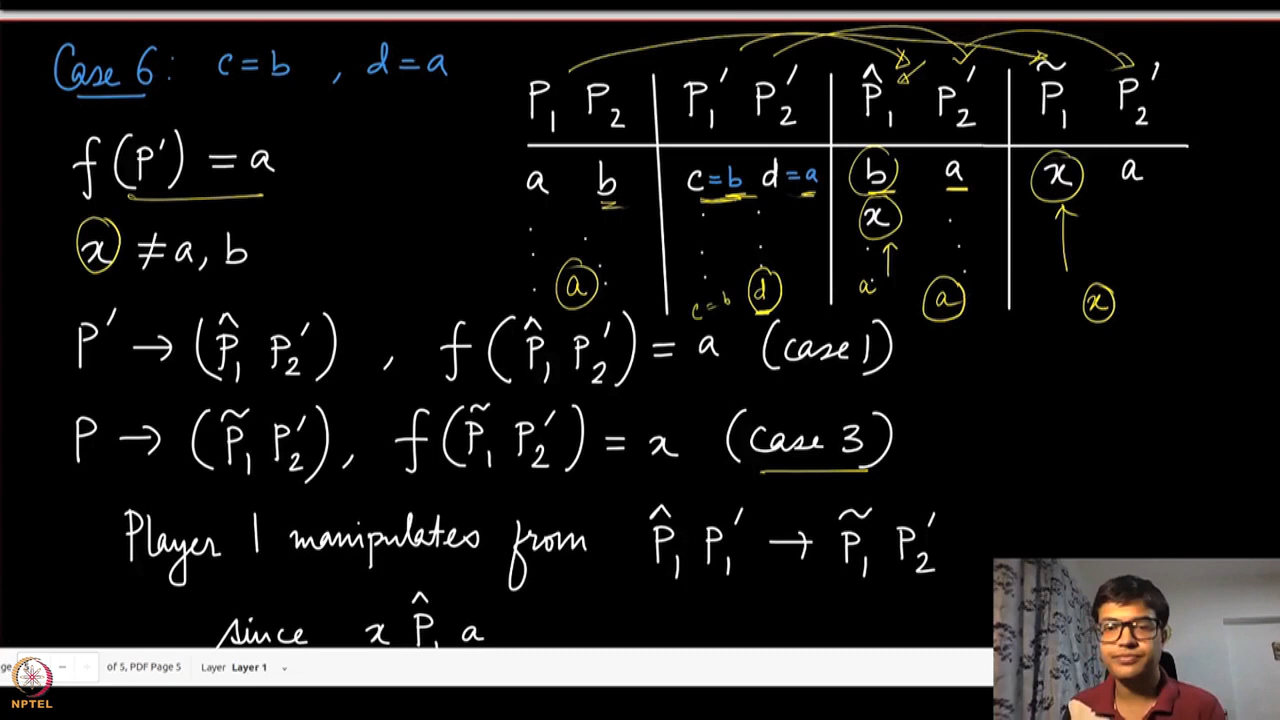 Case 6: c = b , d = a
f(P') = a
x ≠ a, b
P₁ P₂ P₁' P₂' P̂₁ P₂' P̃₁ P₂'
a b c = b d = a b a x a
x
a c = b d a a x
P' → (P̂₁ P₂') , f(P̂₁ P₂') = a (case 1)
P → (P̃₁ P₂') , f(P̃₁ P₂') = x (case 3)
Player 1 manipulates from P̂₁ P₁' → P̃₁ P₂'
since x P̂₁ a
ge of 5, PDF Page 5 Layer Layer 1
NPTEL